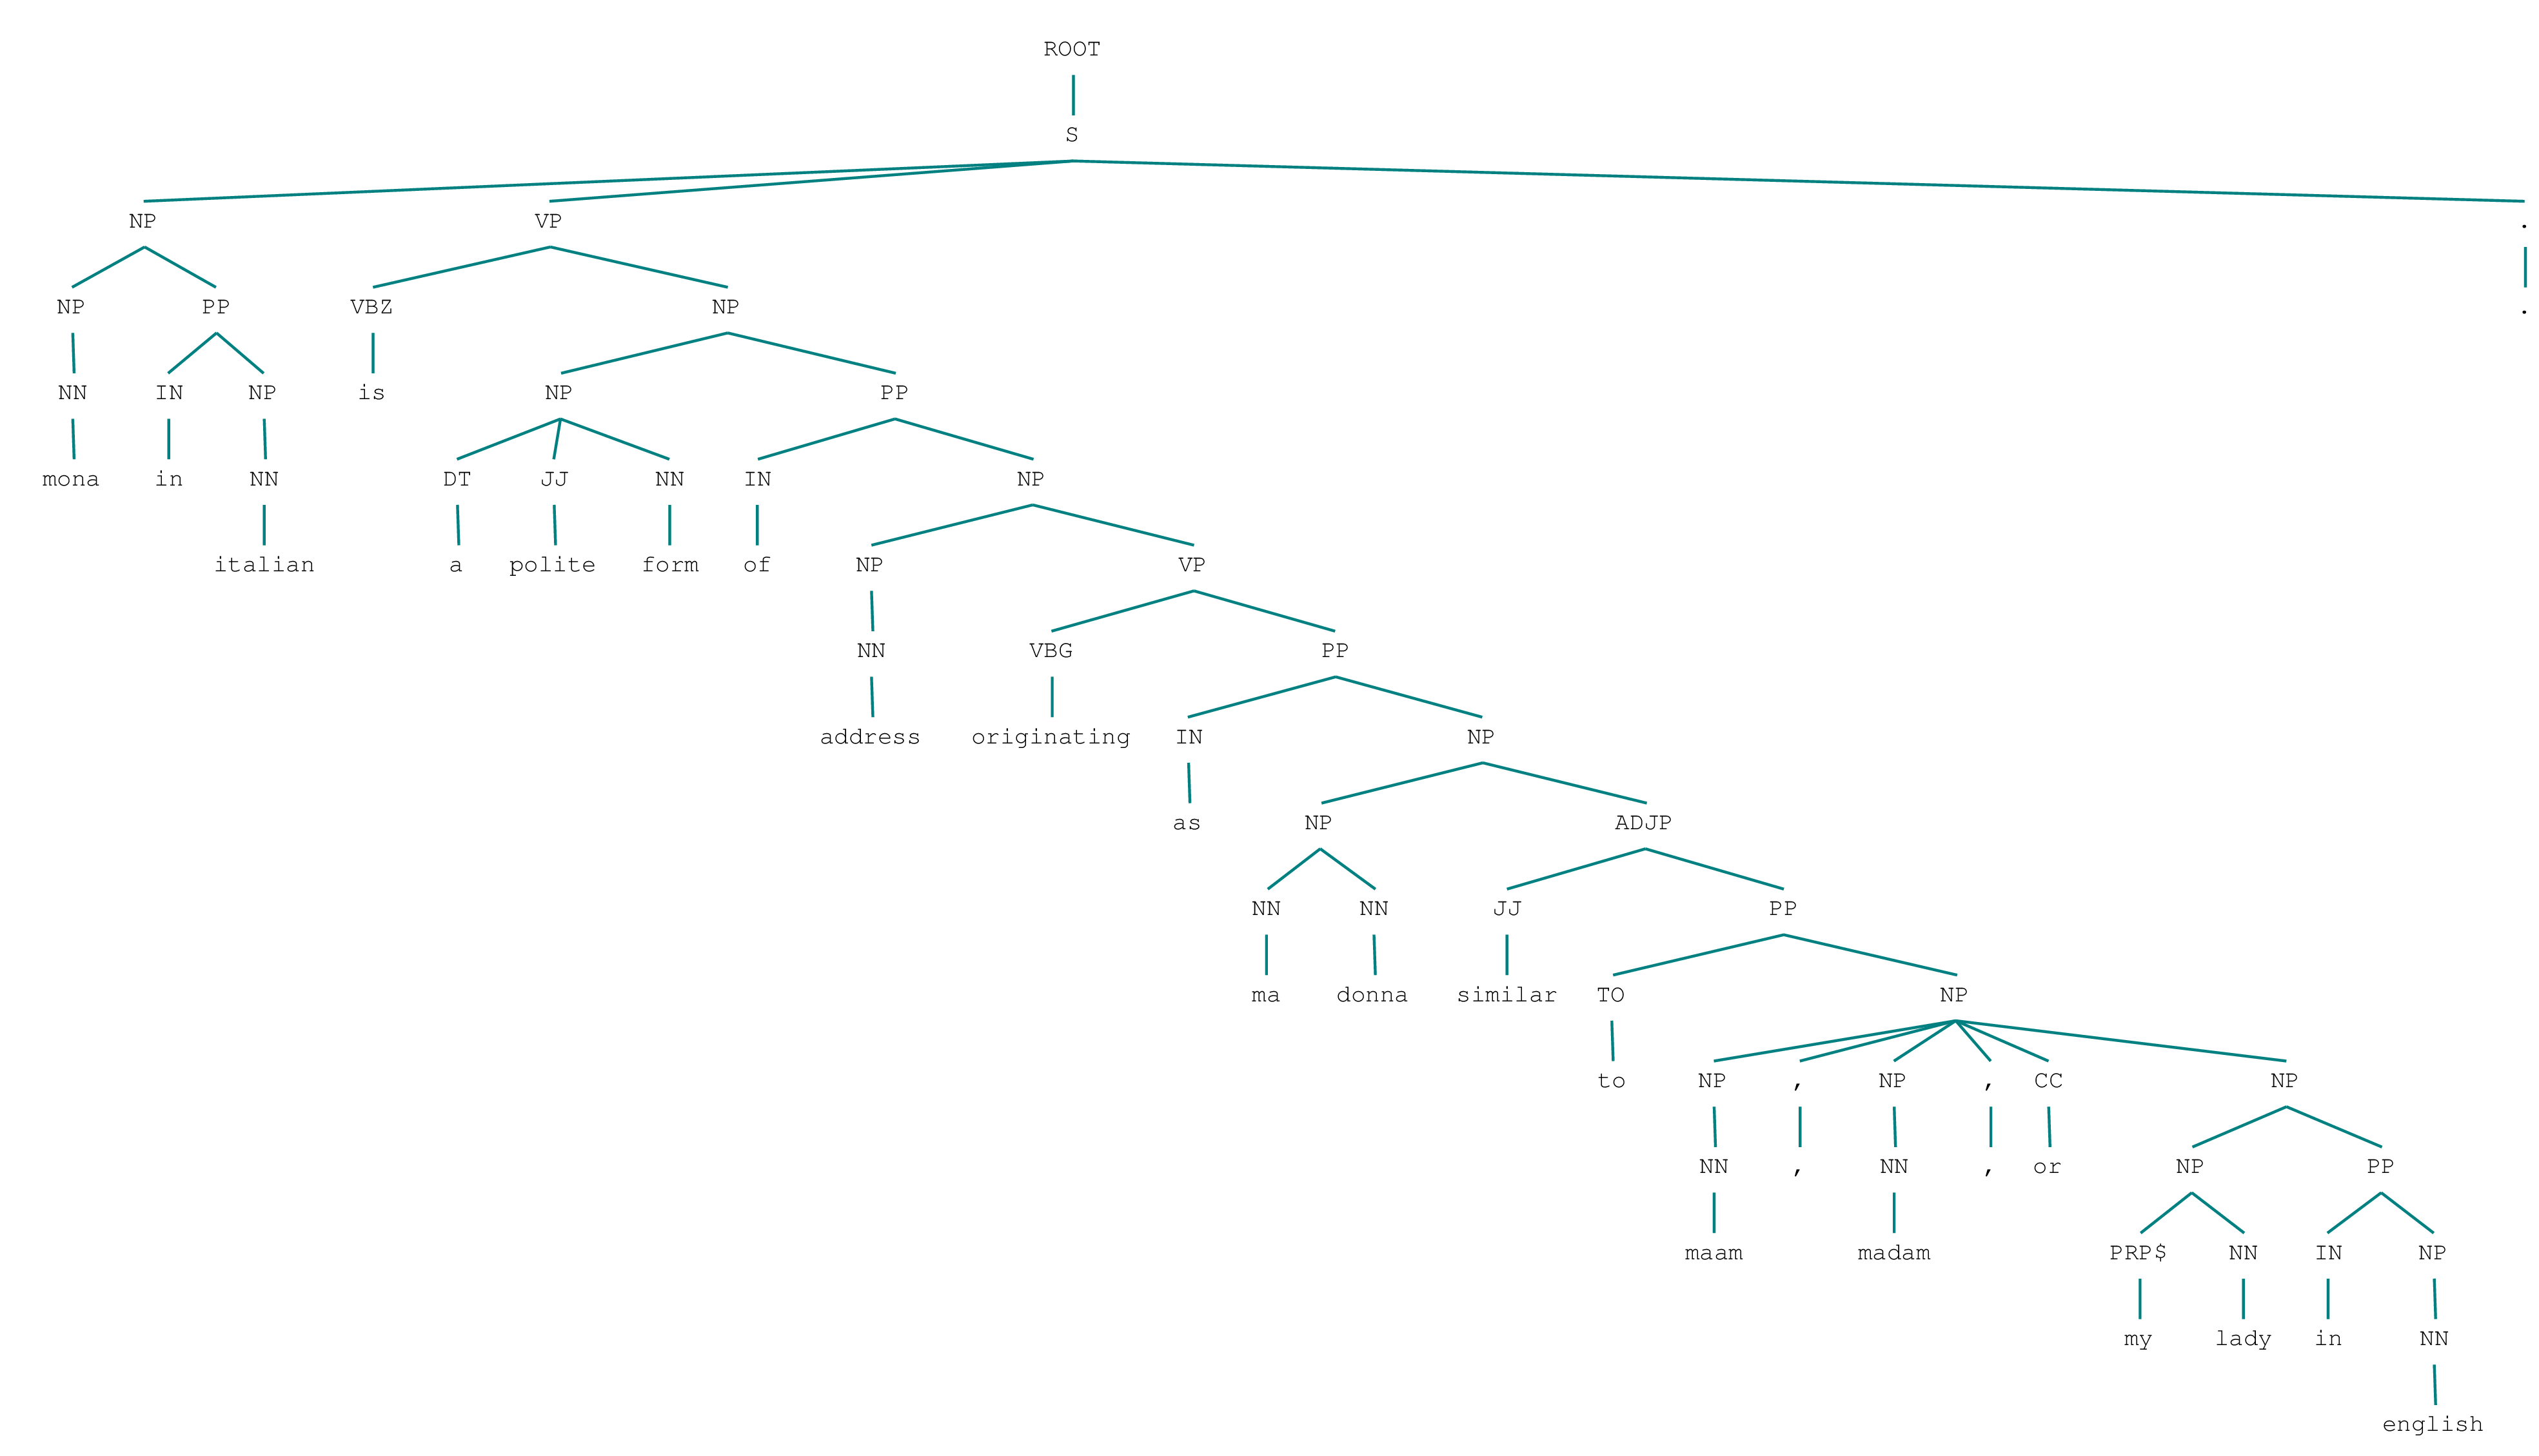 ROOT
S
NP VP .
NP PP VBZ NP .
NN IN NP is NP PP
mona in NN DT JJ NN IN NP
italian a polite form of NP VP
NN VBG PP
address originating IN NP
as NP ADJP
NN NN JJ PP
ma donna similar TO NP
to NP , NP , CC NP
NN , NN , or NP PP
maam madam PRP$ NN IN NP
my lady in NN
english